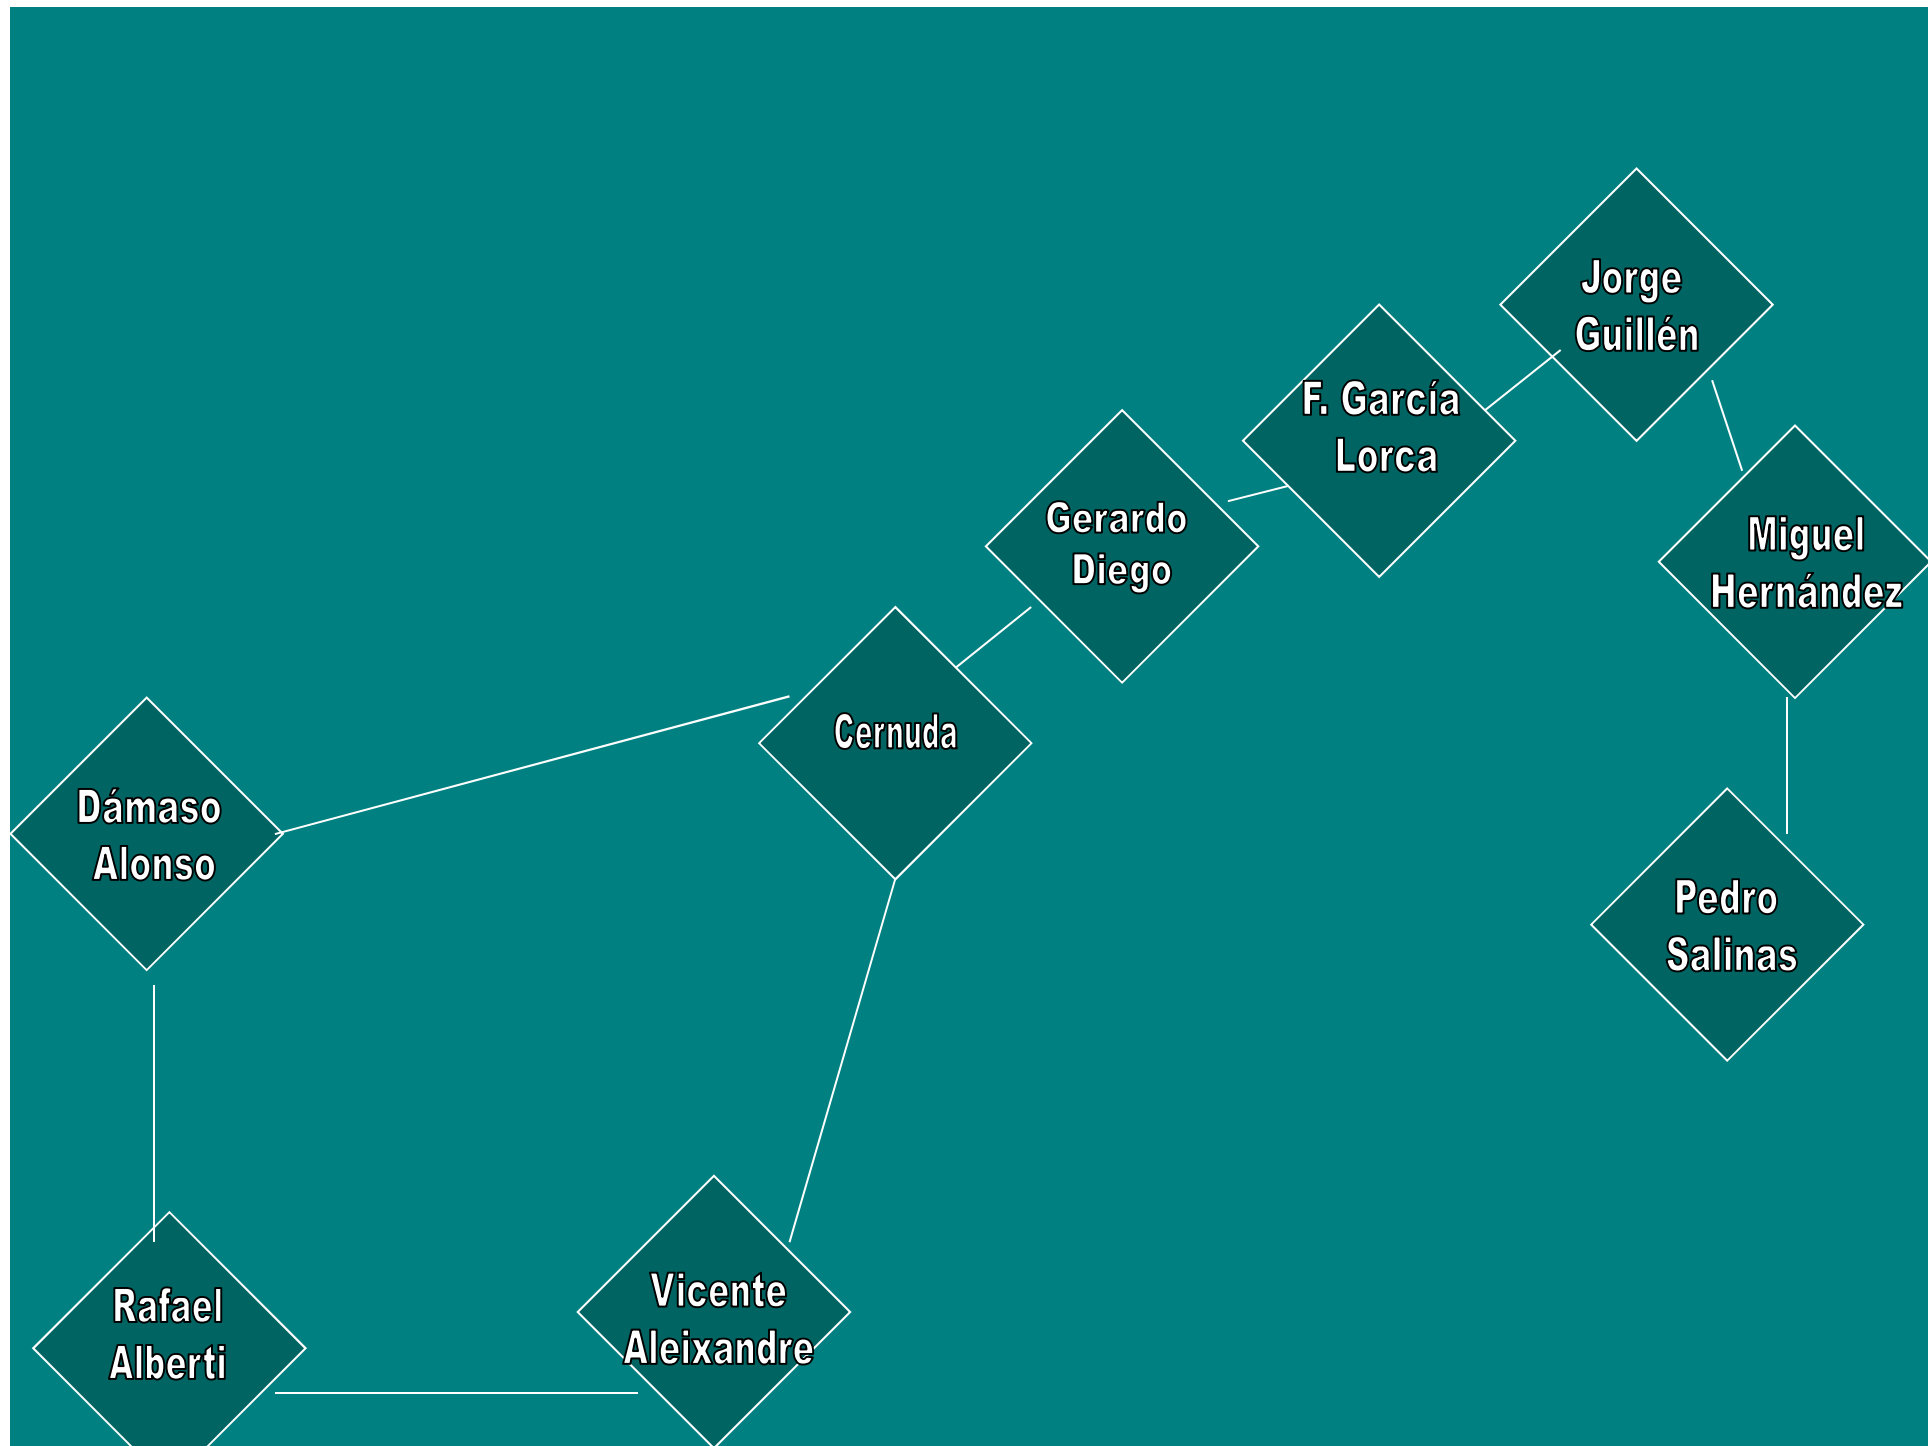 Jorge
Guillén
F. García
Lorca
Gerardo
Diego
Miguel
Hernández
Cernuda
Dámaso
Alonso
Pedro
Salinas
Vicente
Aleixandre
Rafael
Alberti